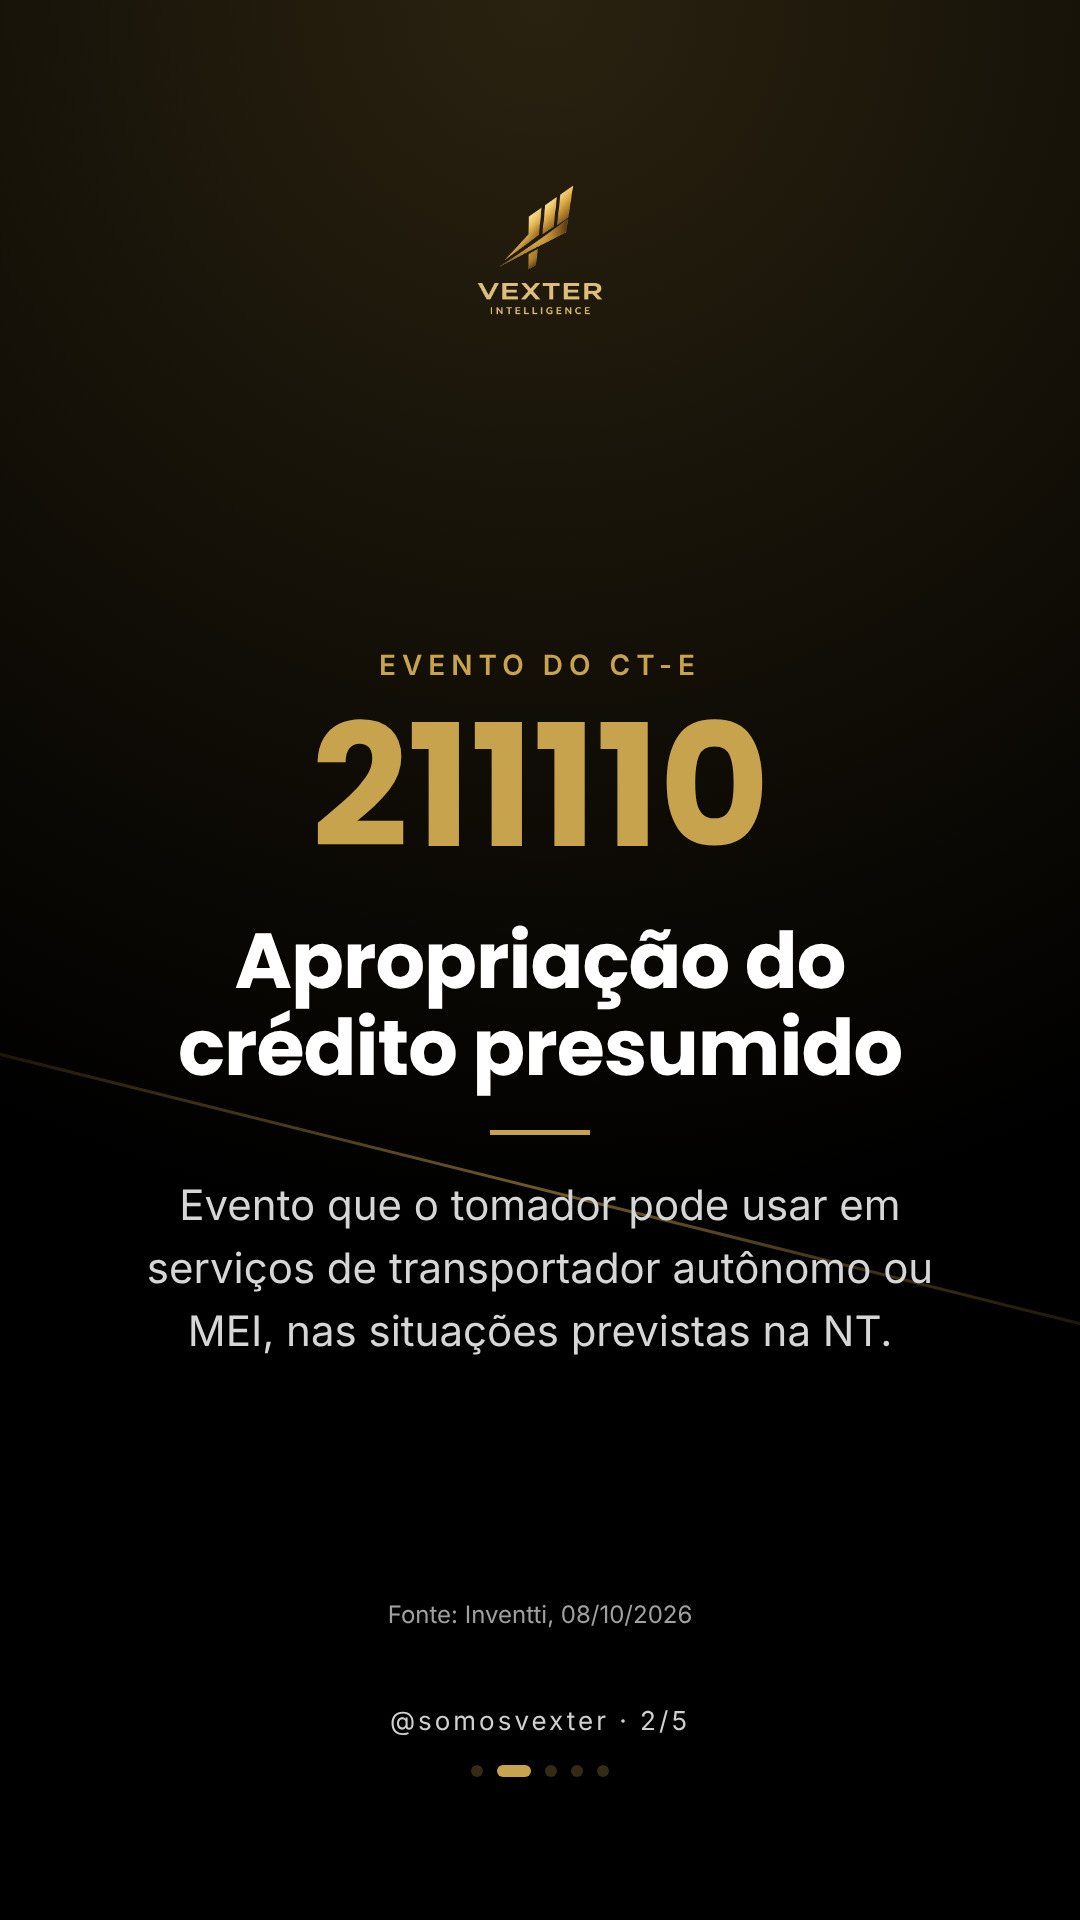 VEXTER
INTELLIGENCE
EVENTO DO CT-E
211110
Apropriação do
crédito presumido
Evento que o tomador pode usar em
serviços de transportador autônomo ou
MEI, nas situações previstas na NT.
Fonte: Inventti, 08/10/2026
@somosvexter · 2/5